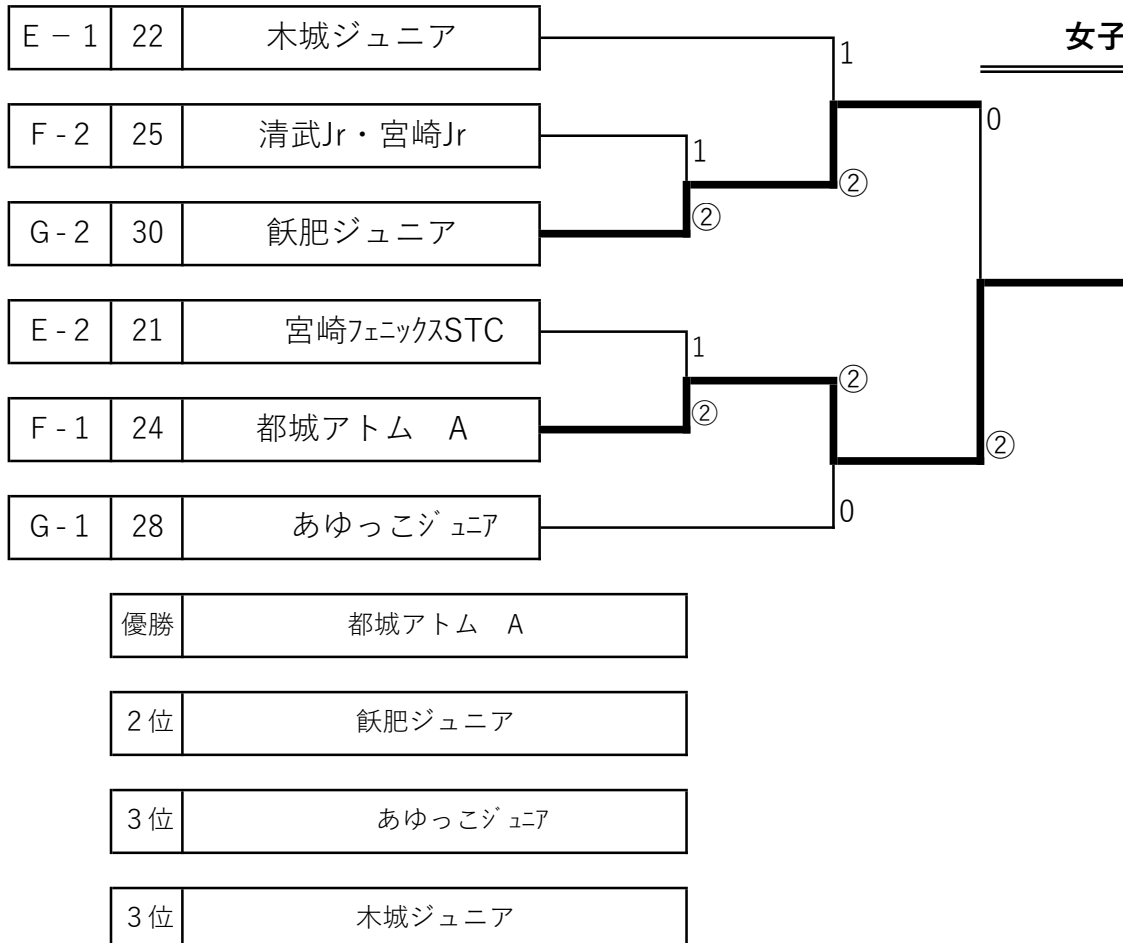 E－1 22 木城ジュニア 1 女子
F-2 25 清武Jr・宮崎Jr 1 0
②
G-2 30 飫肥ジュニア ②
E-2 21 宮崎フェニックスSTC 1
②
F-1 24 都城アトム　A ② ②
G-1 28 あゆっこジュニア 0
優勝 都城アトム　A
2位 飫肥ジュニア
3位 あゆっこジュニア
3位 木城ジュニア